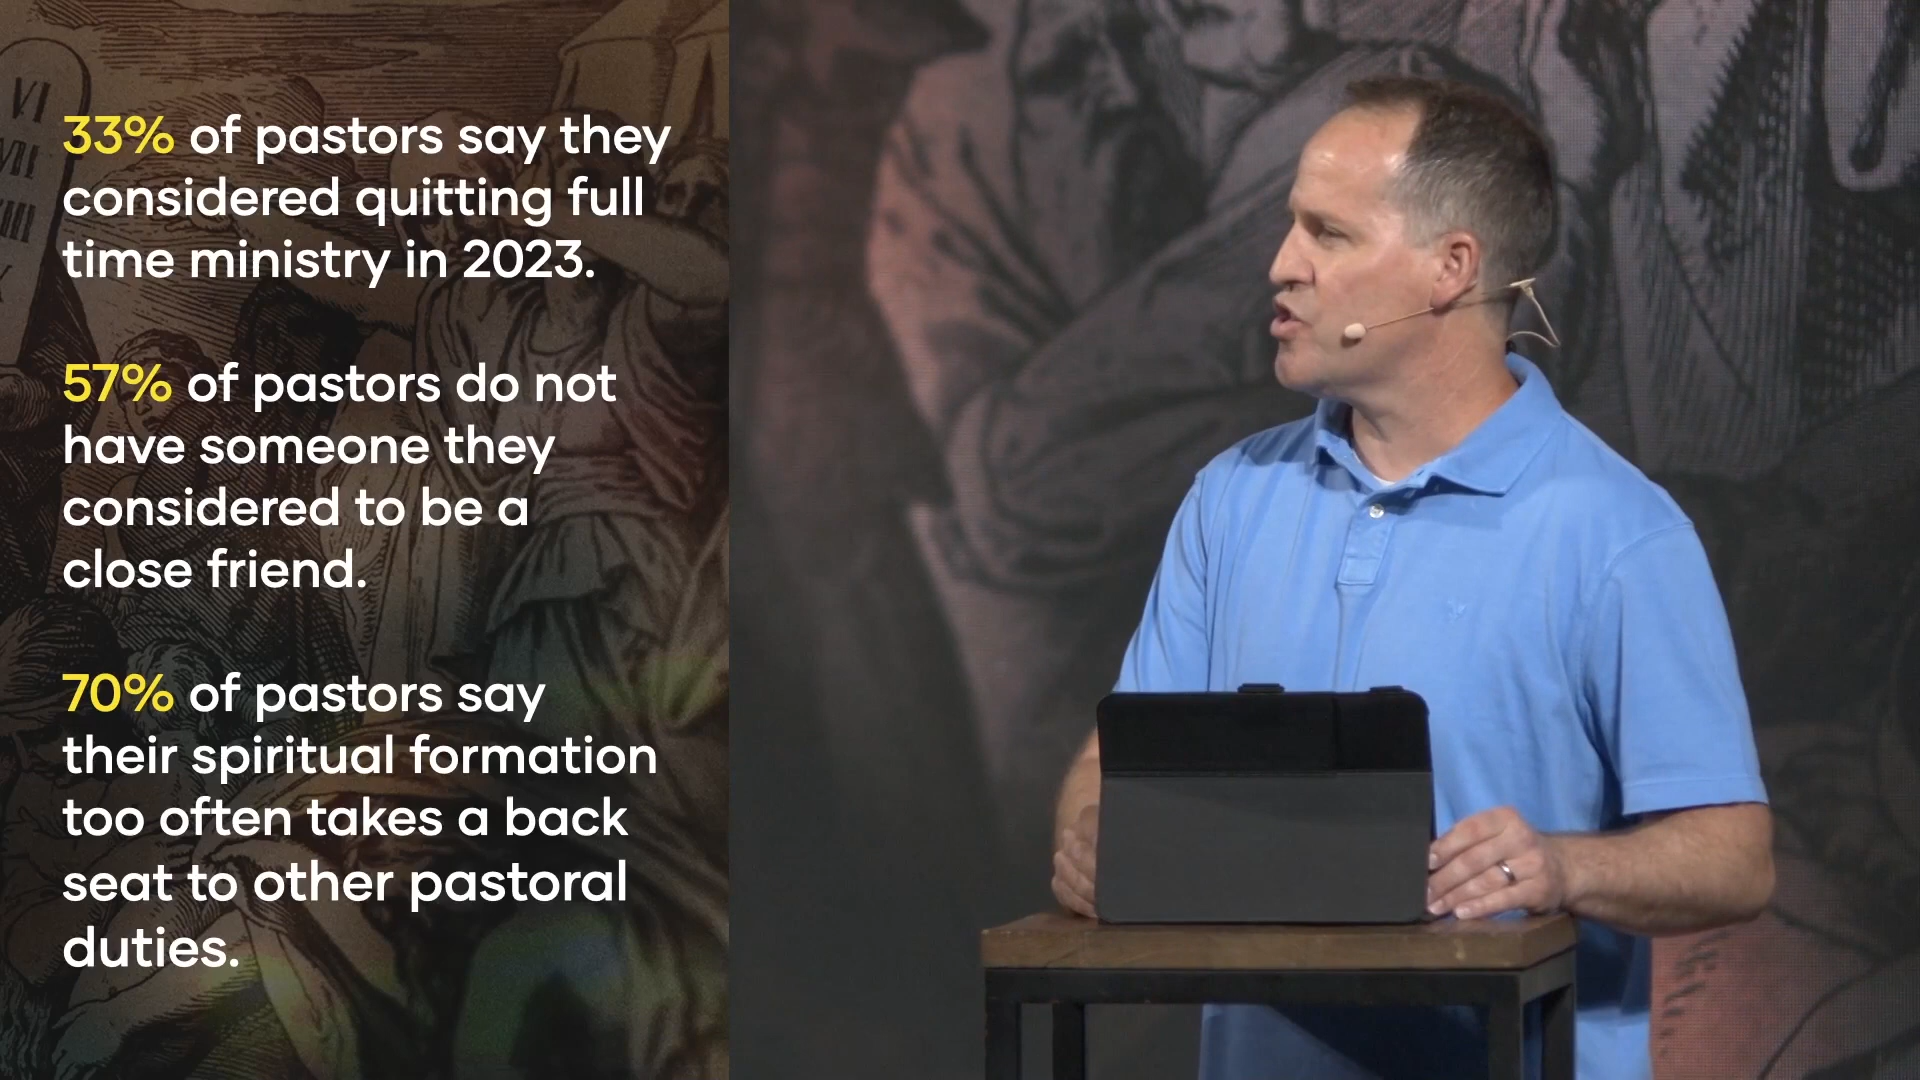 VI
33% of pastors say they
considered quitting full
time ministry in 2023.
57% of pastors do not
have someone they
considered to be a
close friend.
70% of pastors say
their spiritual formation
too often takes a back
seat to other pastoral
duties.